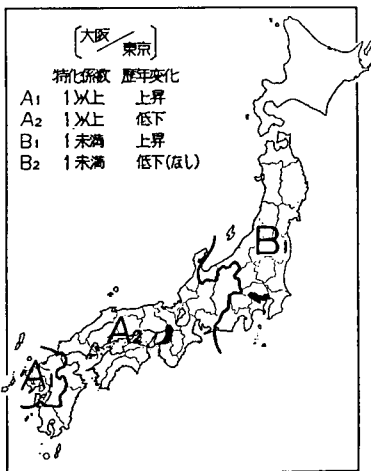 大阪／東京
特化係数 歴年変化
A1 1以上 上昇
A2 1以上 低下
B1 1未満 上昇
B2 1未満 低下(なし)
B1
A2
A1